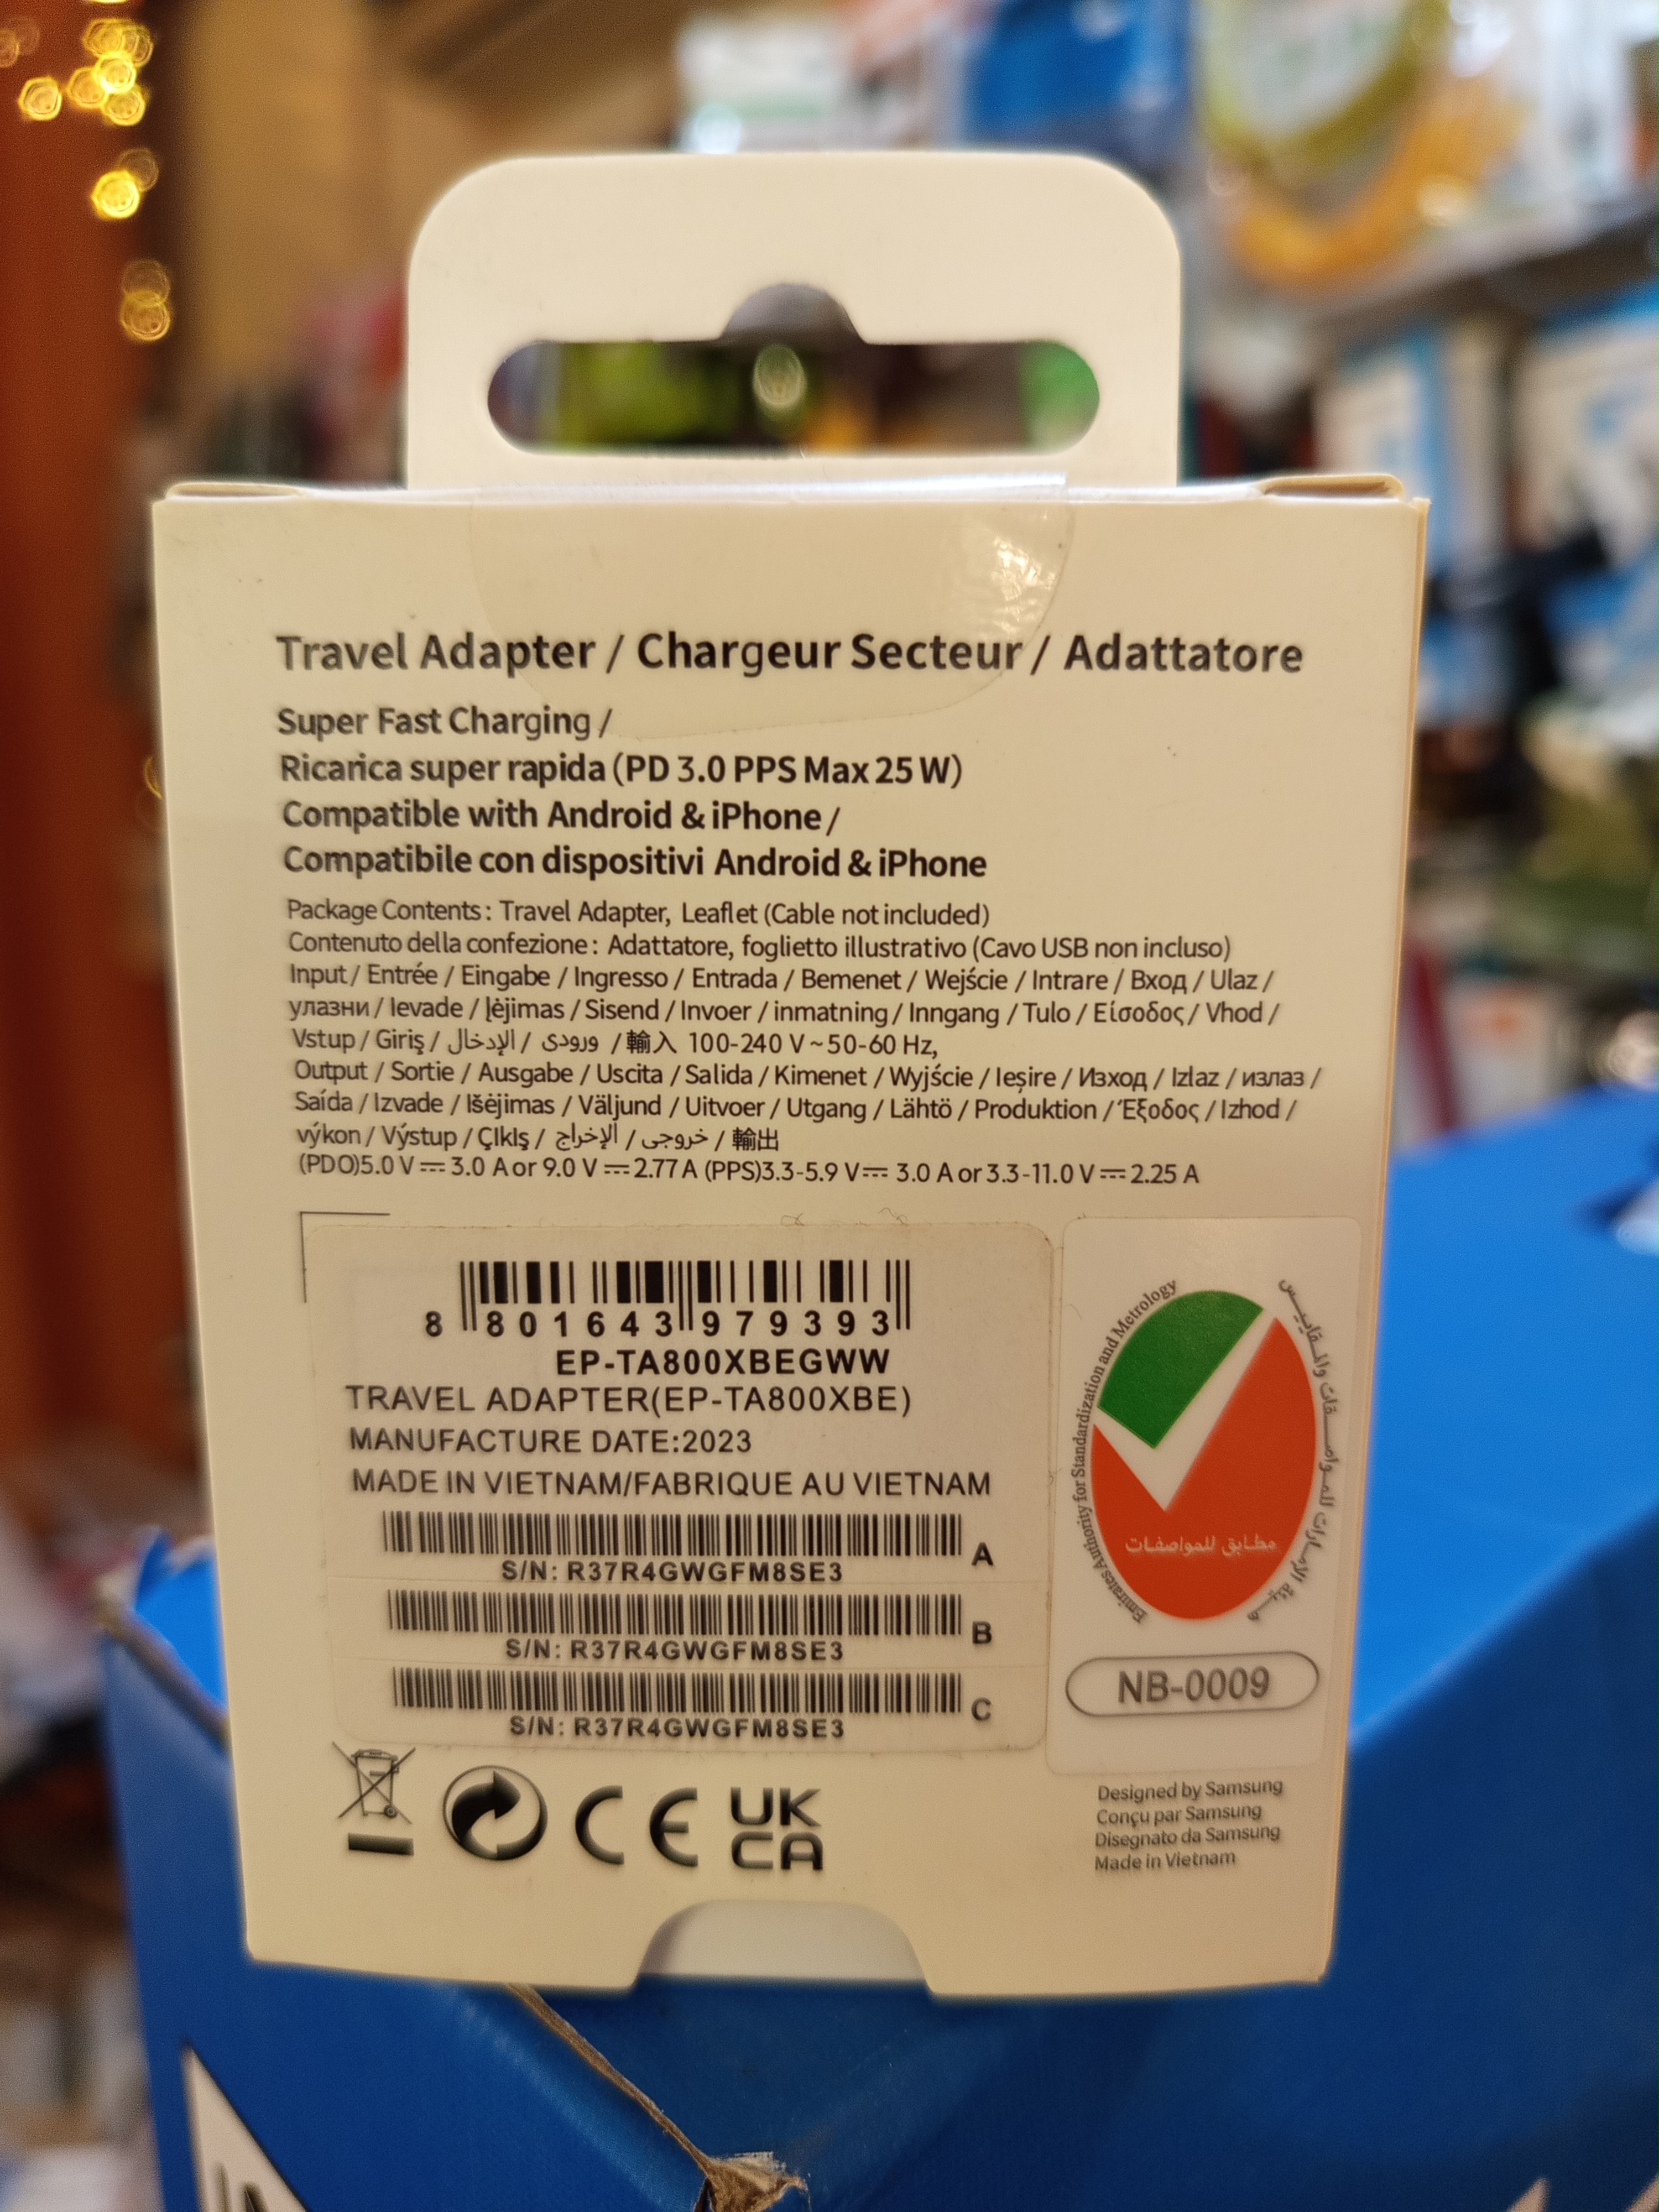 Travel Adapter / Chargeur Secteur / Adattatore
Super Fast Charging /
Ricarica super rapida (PD 3.0 PPS Max 25 W)
Compatible with Android & iPhone /
Compatibile con dispositivi Android & iPhone
Package Contents : Travel Adapter, Leaflet (Cable not included)
Contenuto della confezione : Adattatore, foglietto illustrativo (Cavo USB non incluso)
Input / Entrée / Eingabe / Ingresso / Entrada / Bemenet / Wejście / Intrare / Вход / Ulaz /
улазни / Ievade / Įėjimas / Sisend / Invoer / inmatning / Inngang / Tulo / Είσοδος / Vhod /
Vstup / Giriş / الإدخال / ورودی / 輸入 100-240 V ~ 50-60 Hz,
Output / Sortie / Ausgabe / Uscita / Salida / Kimenet / Wyjście / Ieșire / Изход / Izlaz / излаз /
Saída / Izvade / Išėjimas / Väljund / Uitvoer / Utgang / Lähtö / Produktion / Έξοδος / Izhod /
výkon / Výstup / ÇIkIş / الإخراج / خروجی / 輸出
(PDO)5.0 V ⎓ 3.0 A or 9.0 V ⎓ 2.77 A (PPS)3.3-5.9 V ⎓ 3.0 A or 3.3-11.0 V ⎓ 2.25 A
8 801643 979393
EP-TA800XBEGWW
TRAVEL ADAPTER(EP-TA800XBE)
MANUFACTURE DATE:2023
MADE IN VIETNAM/FABRIQUE AU VIETNAM
A
S/N: R37R4GWGFM8SE3
B
S/N: R37R4GWGFM8SE3
C
S/N: R37R4GWGFM8SE3
Emirates Authority for Standardization and Metrology
هيئة الإمارات للمواصفات والمقاييس
مطابق للمواصفات
NB-0009
CE
UK
CA
Designed by Samsung
Conçu par Samsung
Disegnato da Samsung
Made in Vietnam